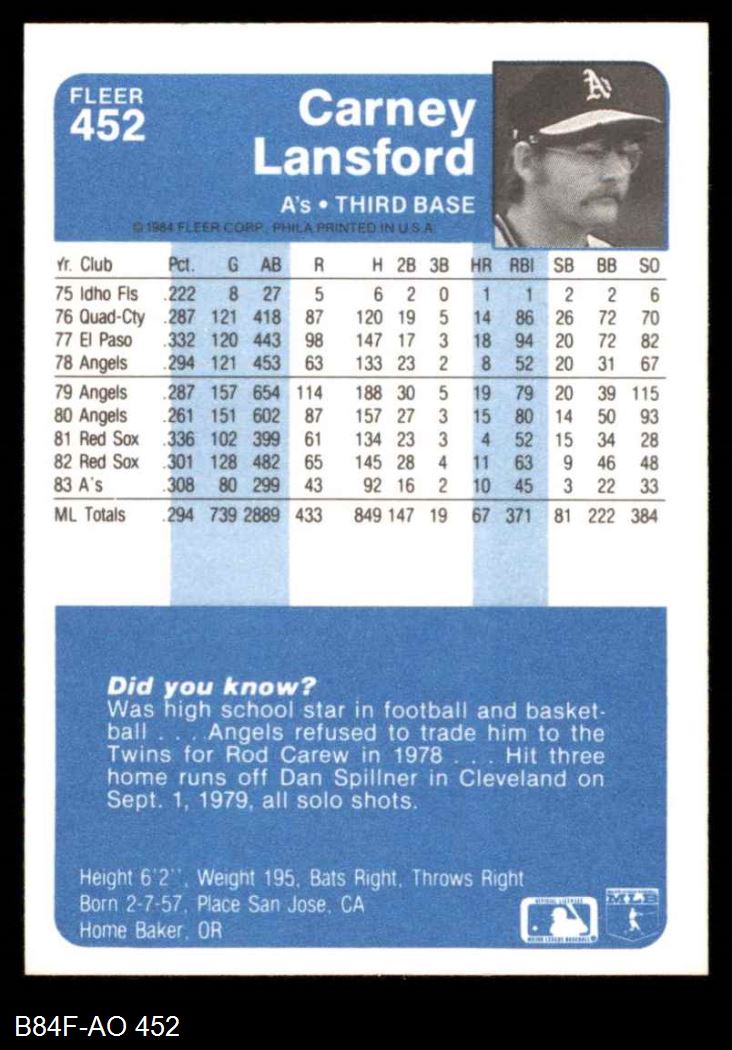 FLEER
452
Carney
Lansford
A's • THIRD BASE
© 1984 FLEER CORP., PHILA PRINTED IN U.S.A.
A's
Yr. Club Pct. G AB R H 2B 3B HR RBI SB BB SO
75 Idho Fls .222 8 27 5 6 2 0 1 1 2 2 6
76 Quad-Cty .287 121 418 87 120 19 5 14 86 26 72 70
77 El Paso .332 120 443 98 147 17 3 18 94 20 72 82
78 Angels .294 121 453 63 133 23 2 8 52 20 31 67
79 Angels .287 157 654 114 188 30 5 19 79 20 39 115
80 Angels .261 151 602 87 157 27 3 15 80 14 50 93
81 Red Sox .336 102 399 61 134 23 3 4 52 15 34 28
82 Red Sox .301 128 482 65 145 28 4 11 63 9 46 48
83 A's .308 80 299 43 92 16 2 10 45 3 22 33
ML Totals .294 739 2889 433 849 147 19 67 371 81 222 384
Did you know?
Was high school star in football and basket-
ball . . . .Angels refused to trade him to the
Twins for Rod Carew in 1978 . . . Hit three
home runs off Dan Spillner in Cleveland on
Sept. 1, 1979, all solo shots.
Height 6'2'', Weight 195, Bats Right, Throws Right
Born 2-7-57, Place San Jose, CA
Home Baker, OR
OFFICIAL LICENSEE
MAJOR LEAGUE BASEBALL
MLB
B84F-AO 452